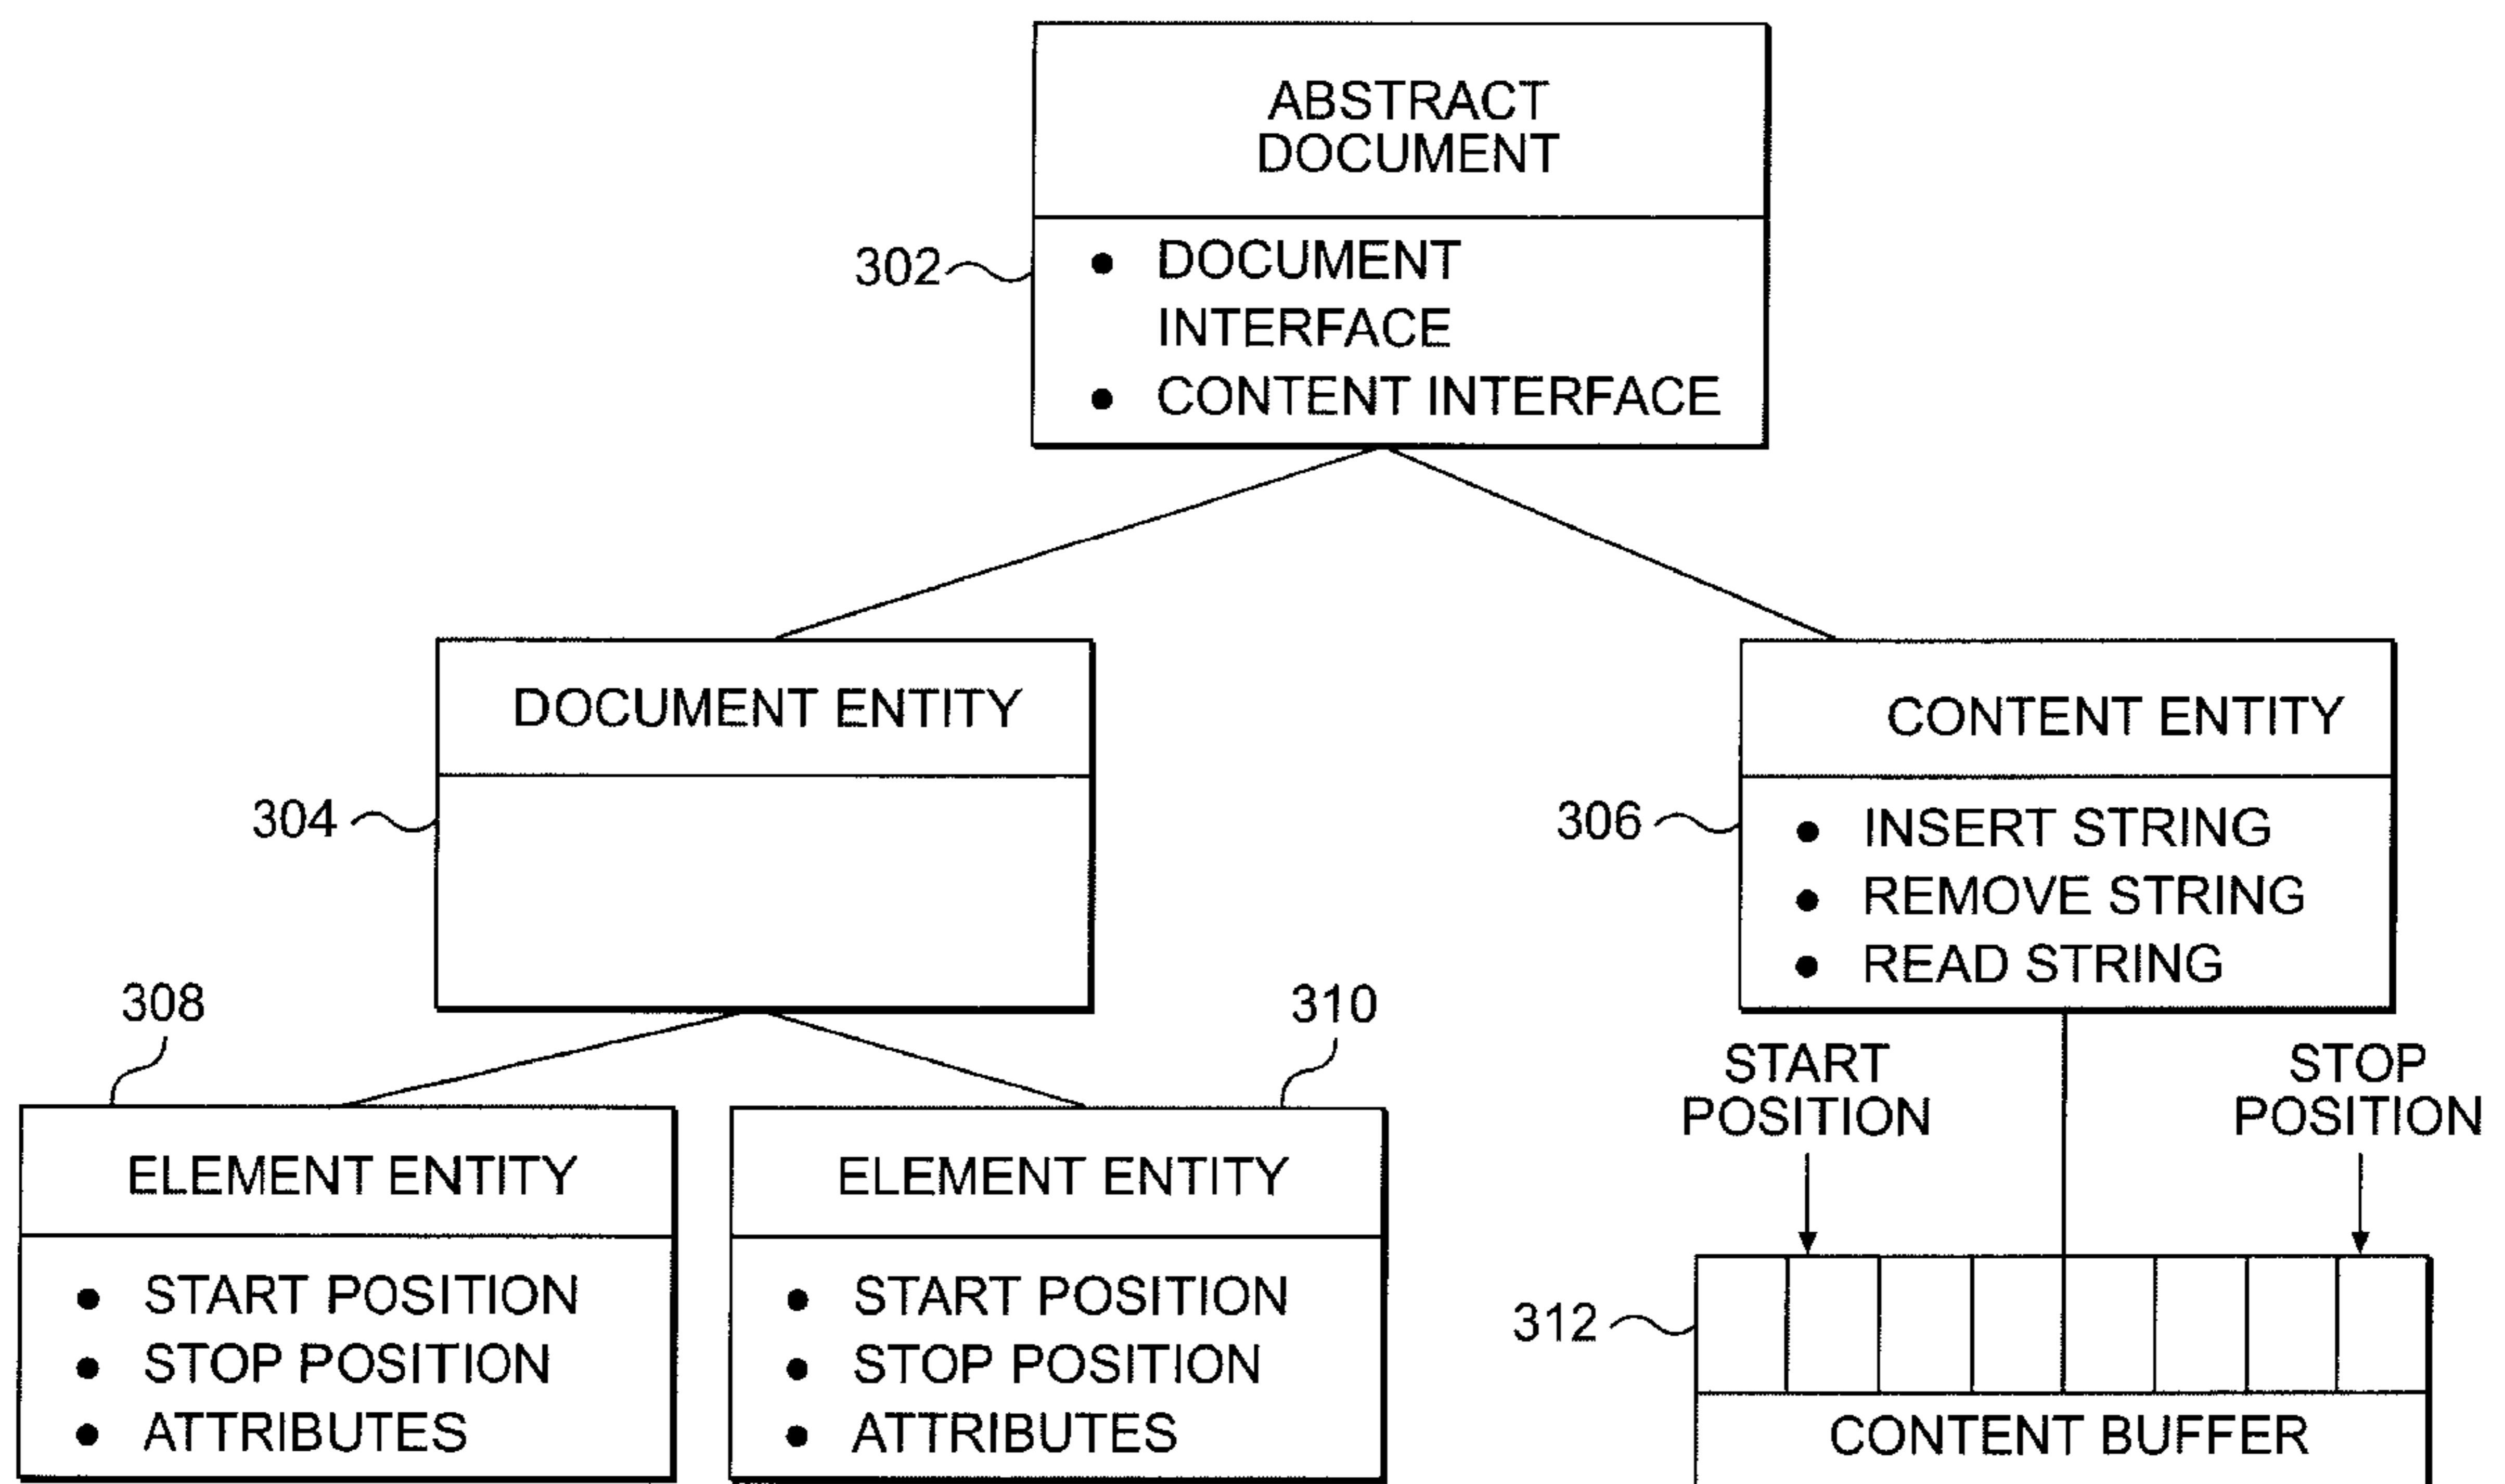 ABSTRACT
DOCUMENT
302
• DOCUMENT
INTERFACE
• CONTENT INTERFACE
DOCUMENT ENTITY
304
CONTENT ENTITY
306
• INSERT STRING
• REMOVE STRING
• READ STRING
308
ELEMENT ENTITY
• START POSITION
• STOP POSITION
• ATTRIBUTES
310
ELEMENT ENTITY
• START POSITION
• STOP POSITION
• ATTRIBUTES
START
POSITION
STOP
POSITION
312
CONTENT BUFFER